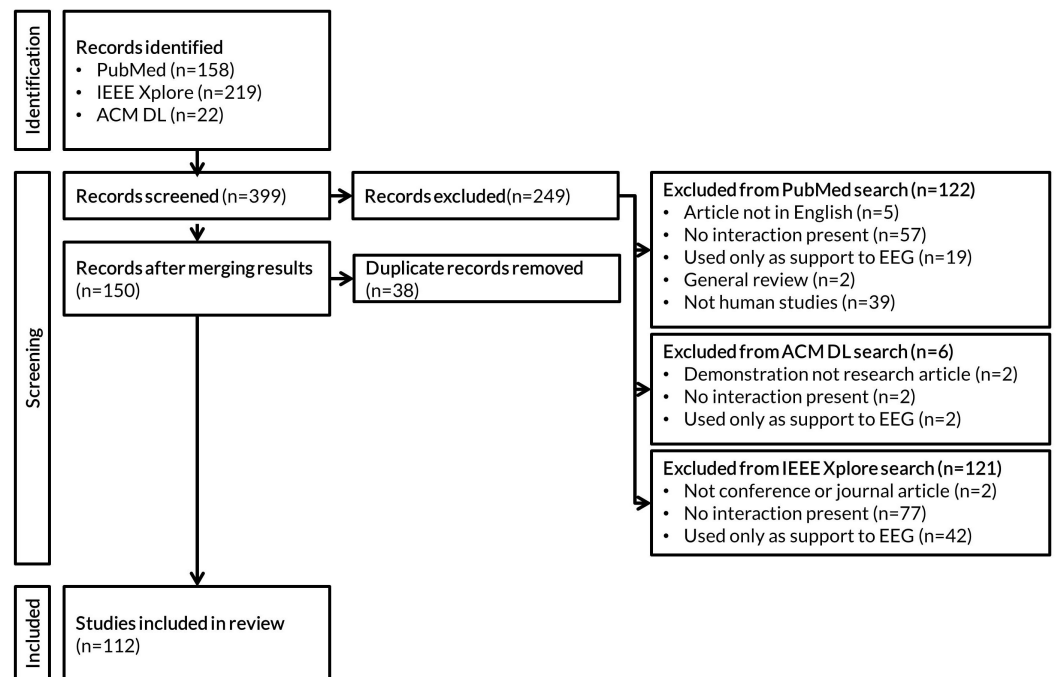 Identification
Records identified
• PubMed (n=158)
• IEEE Xplore (n=219)
• ACM DL (n=22)
Screening
Records screened (n=399)
Records excluded(n=249)
Records after merging results
(n=150)
Duplicate records removed
(n=38)
Excluded from PubMed search (n=122)
• Article not in English (n=5)
• No interaction present (n=57)
• Used only as support to EEG (n=19)
• General review (n=2)
• Not human studies (n=39)
Excluded from ACM DL search (n=6)
• Demonstration not research article (n=2)
• No interaction present (n=2)
• Used only as support to EEG (n=2)
Excluded from IEEE Xplore search (n=121)
• Not conference or journal article (n=2)
• No interaction present (n=77)
• Used only as support to EEG (n=42)
Included
Studies included in review
(n=112)